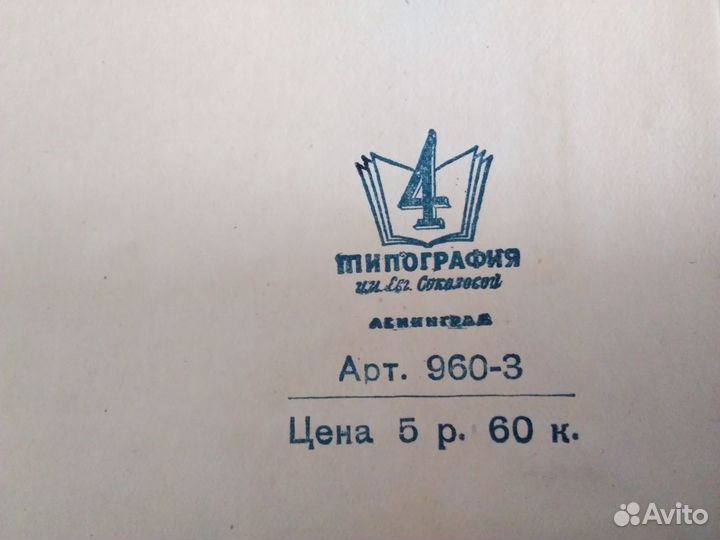 4
ТИПОГРАФИЯ
им. Евг. Соколовой
ЛЕНИНГРАД
Арт. 960-3
Цена 5 р. 60 к.
Avito